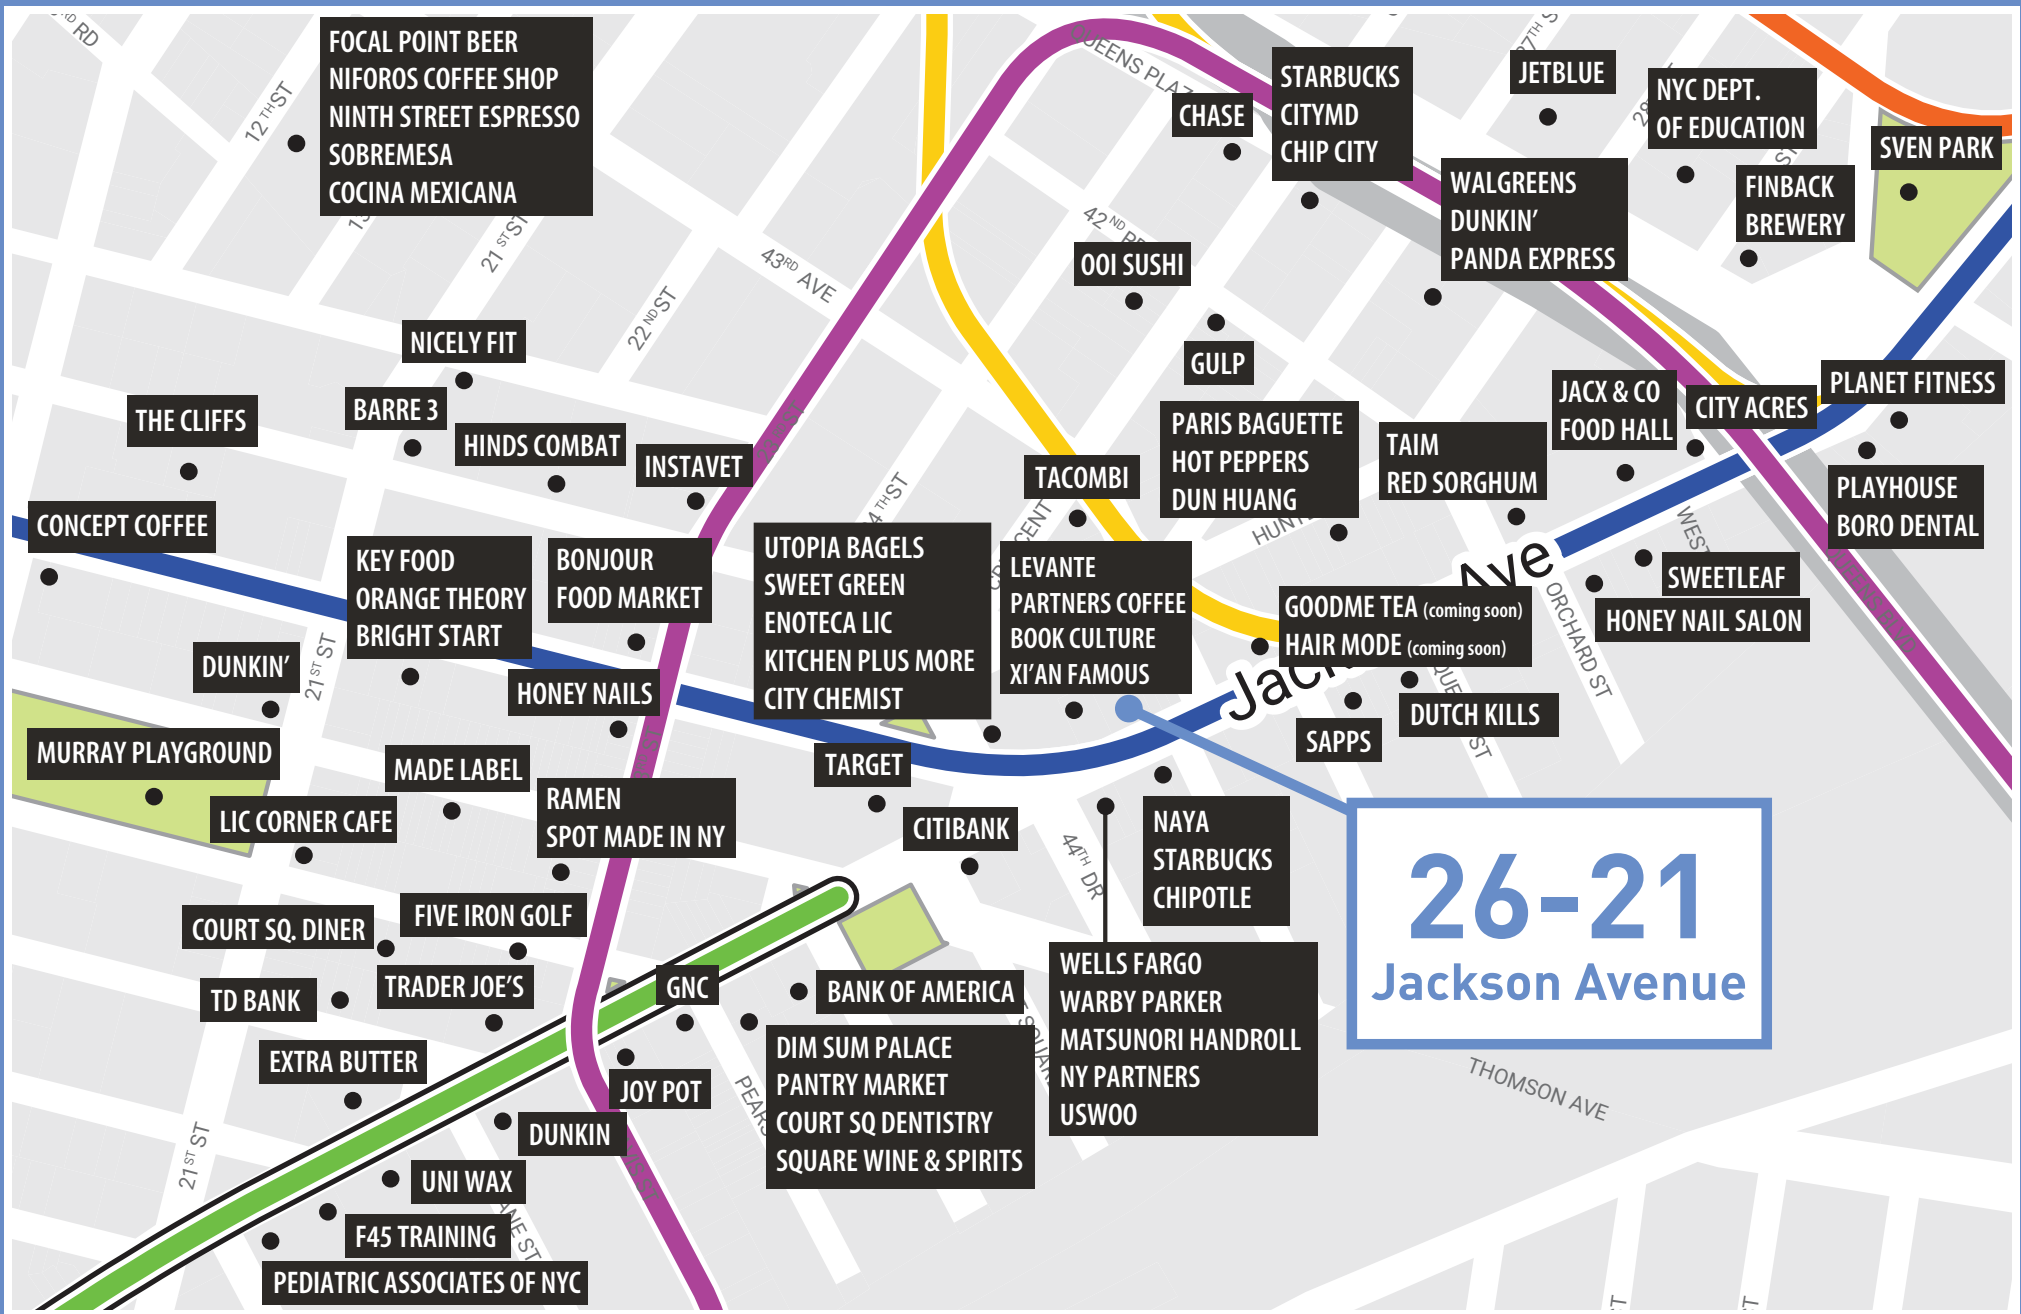 RD
12TH ST
FOCAL POINT BEER
NIFOROS COFFEE SHOP
NINTH STREET ESPRESSO
SOBREMESA
COCINA MEXICANA
21ST ST
22ND ST
43RD AVE
42ND
QUEENS PLAZ
CHASE
STARBUCKS
CITYMD
CHIP CITY
27TH S
JETBLUE
NYC DEPT.
OF EDUCATION
SVEN PARK
FINBACK
BREWERY
WALGREENS
DUNKIN'
PANDA EXPRESS
OOI SUSHI
GULP
NICELY FIT
BARRE 3
THE CLIFFS
HINDS COMBAT
INSTAVET
CONCEPT COFFEE
KEY FOOD
ORANGE THEORY
BRIGHT START
BONJOUR
FOOD MARKET
UTOPIA BAGELS
SWEET GREEN
ENOTECA LIC
KITCHEN PLUS MORE
CITY CHEMIST
TACOMBI
LEVANTE
PARTNERS COFFEE
BOOK CULTURE
XI'AN FAMOUS
PARIS BAGUETTE
HOT PEPPERS
DUN HUANG
TAIM
RED SORGHUM
JACX & CO
FOOD HALL
CITY ACRES
PLANET FITNESS
PLAYHOUSE
BORO DENTAL
SWEETLEAF
HONEY NAIL SALON
ORCHARD ST
GOODME TEA (coming soon)
HAIR MODE (coming soon)
Jack
Ave
DUTCH KILLS
SAPPS
DUNKIN'
21ST ST
HONEY NAILS
MURRAY PLAYGROUND
MADE LABEL
TARGET
LIC CORNER CAFE
RAMEN
SPOT MADE IN NY
CITIBANK
44TH DR
NAYA
STARBUCKS
CHIPOTLE
26-21
Jackson Avenue
COURT SQ. DINER
FIVE IRON GOLF
TRADER JOE'S
TD BANK
GNC
BANK OF AMERICA
WELLS FARGO
WARBY PARKER
MATSUNORI HANDROLL
NY PARTNERS
USWOO
EXTRA BUTTER
JOY POT
DIM SUM PALACE
PANTRY MARKET
COURT SQ DENTISTRY
SQUARE WINE & SPIRITS
THOMSON AVE
DUNKIN
21ST ST
UNI WAX
F45 TRAINING
PEDIATRIC ASSOCIATES OF NYC